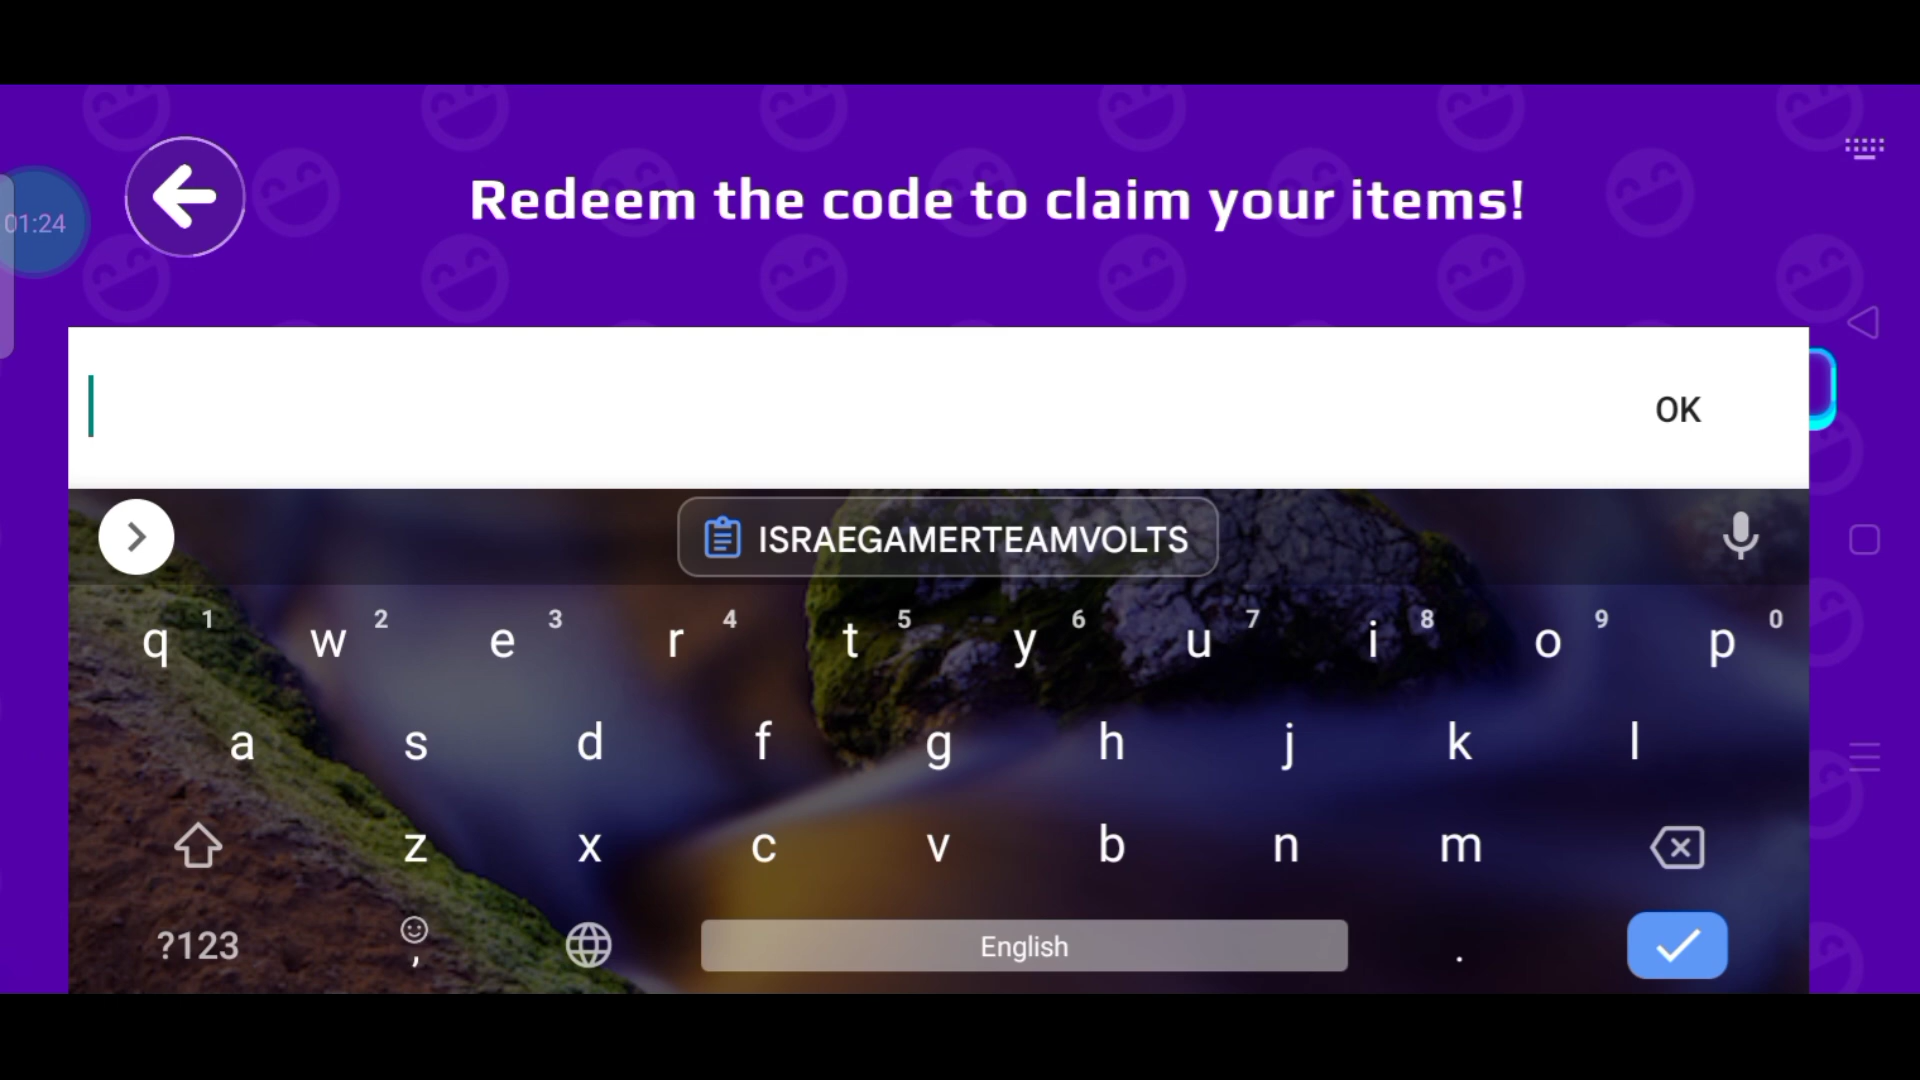 Redeem the code to claim your items!
01:24
OK
ISRAEGAMERTEAMVOLTS
q 1 w 2 e 3 r 4 t 5 y 6 u 7 i 8 o 9 p 0
a s d f g h j k l
z x c v b n m
?123 , English .